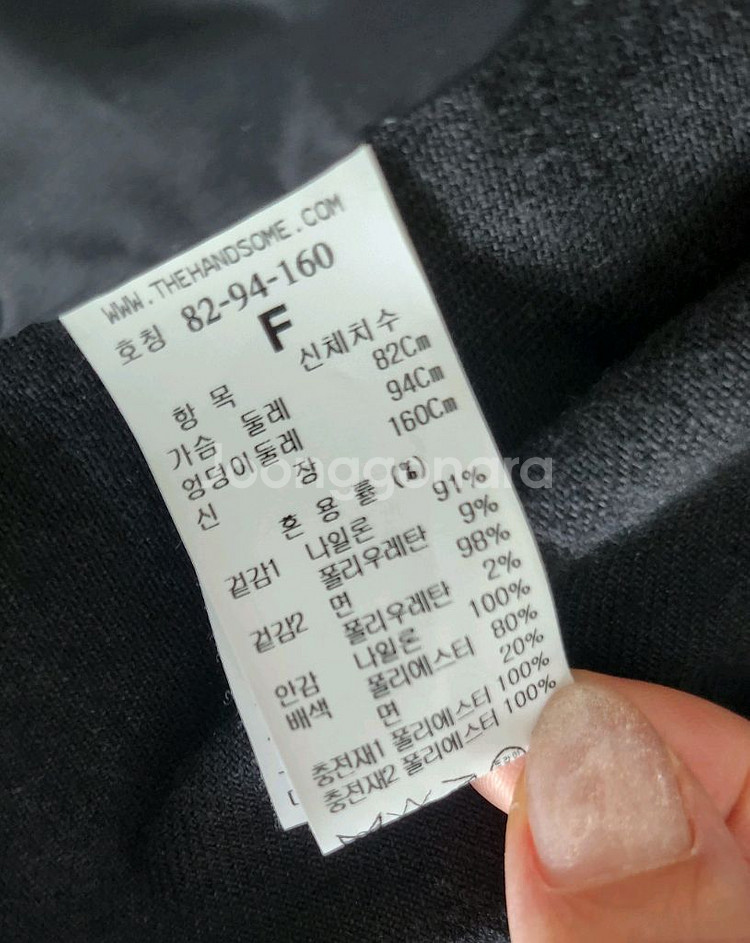 WWW.THEHANDSOME.COM
호칭 82-94-160
F
항 목 신체치수
가슴 둘레 82Cm
엉덩이둘레 94Cm
신 장 160Cm
혼 용 률 (%)
겉감1 나일론 91%
폴리우레탄 9%
겉감2 면 98%
폴리우레탄 2%
안감 나일론 100%
배색 폴리에스터 80%
면 20%
충전재1 폴리에스터 100%
충전재2 폴리에스터 100%
joonggonara